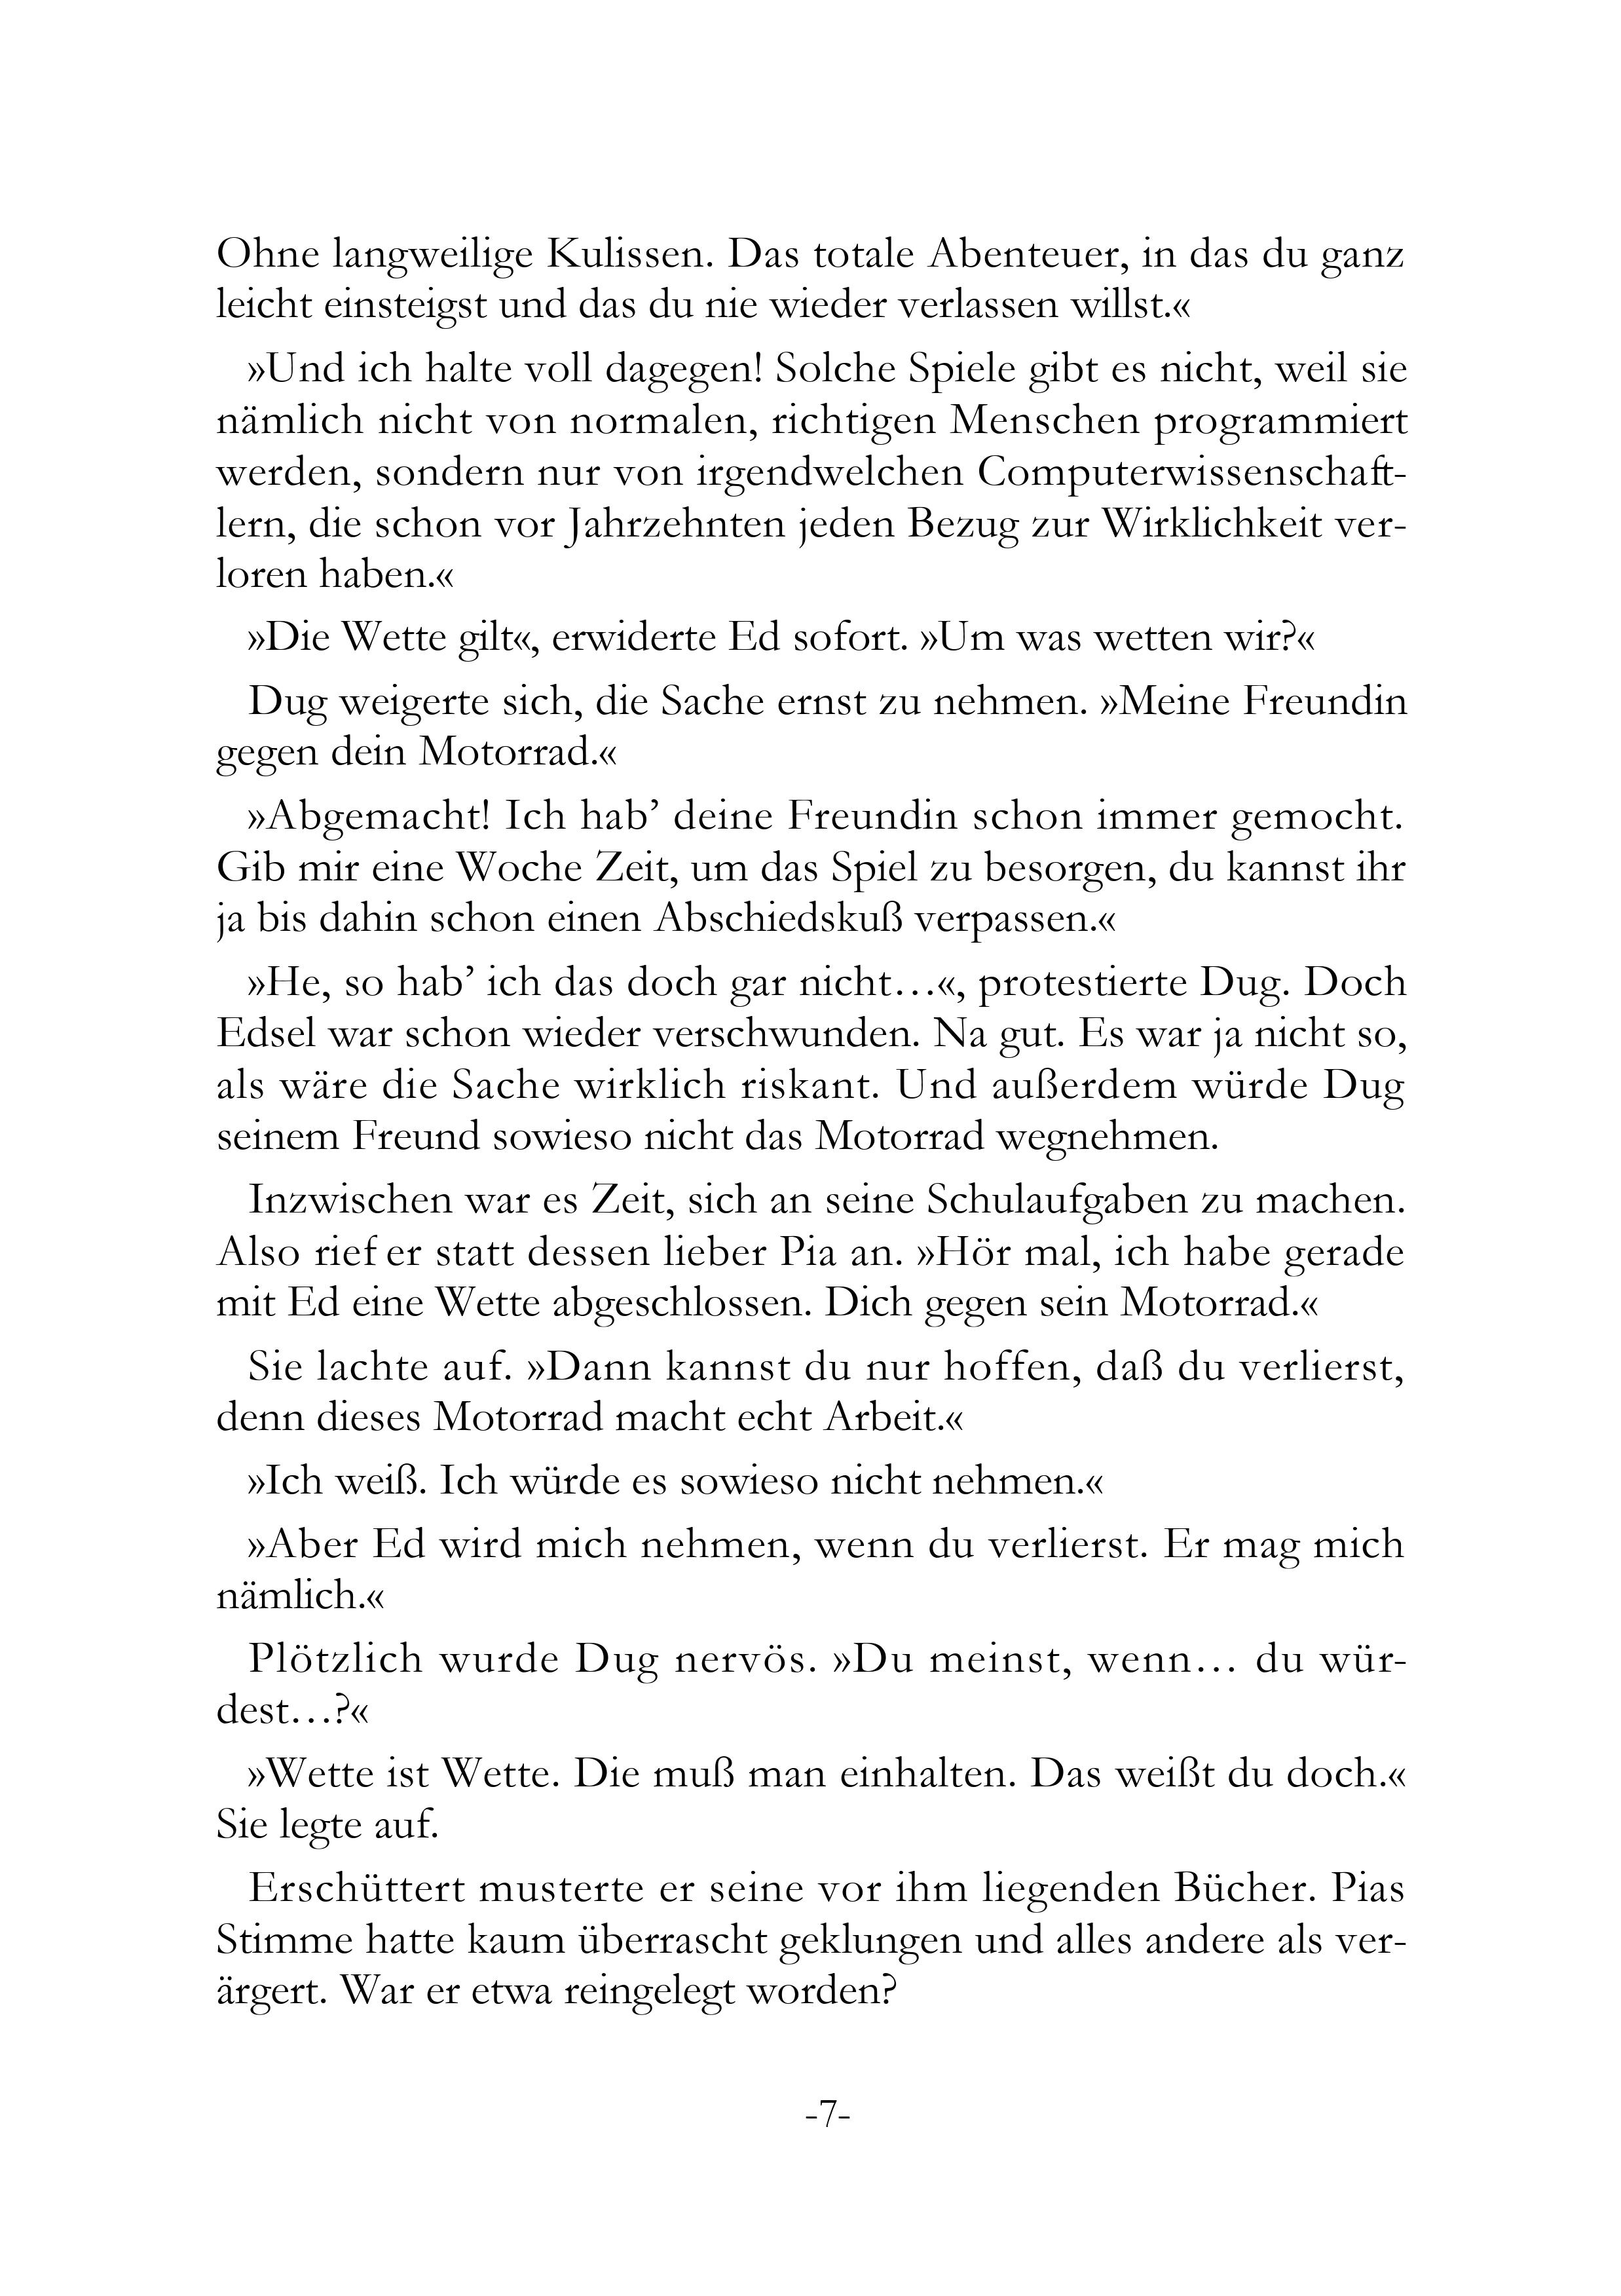 Ohne langweilige Kulissen. Das totale Abenteuer, in das du ganz
leicht einsteigst und das du nie wieder verlassen willst.«
»Und ich halte voll dagegen! Solche Spiele gibt es nicht, weil sie
nämlich nicht von normalen, richtigen Menschen programmiert
werden, sondern nur von irgendwelchen Computerwissenschaft-
lern, die schon vor Jahrzehnten jeden Bezug zur Wirklichkeit ver-
loren haben.«
»Die Wette gilt«, erwiderte Ed sofort. »Um was wetten wir?«
Dug weigerte sich, die Sache ernst zu nehmen. »Meine Freundin
gegen dein Motorrad.«
»Abgemacht! Ich hab’ deine Freundin schon immer gemocht.
Gib mir eine Woche Zeit, um das Spiel zu besorgen, du kannst ihr
ja bis dahin schon einen Abschiedskuß verpassen.«
»He, so hab’ ich das doch gar nicht…«, protestierte Dug. Doch
Edsel war schon wieder verschwunden. Na gut. Es war ja nicht so,
als wäre die Sache wirklich riskant. Und außerdem würde Dug
seinem Freund sowieso nicht das Motorrad wegnehmen.
Inzwischen war es Zeit, sich an seine Schulaufgaben zu machen.
Also rief er statt dessen lieber Pia an. »Hör mal, ich habe gerade
mit Ed eine Wette abgeschlossen. Dich gegen sein Motorrad.«
Sie lachte auf. »Dann kannst du nur hoffen, daß du verlierst,
denn dieses Motorrad macht echt Arbeit.«
»Ich weiß. Ich würde es sowieso nicht nehmen.«
»Aber Ed wird mich nehmen, wenn du verlierst. Er mag mich
nämlich.«
Plötzlich wurde Dug nervös. »Du meinst, wenn… du wür-
dest…?«
»Wette ist Wette. Die muß man einhalten. Das weißt du doch.«
Sie legte auf.
Erschüttert musterte er seine vor ihm liegenden Bücher. Pias
Stimme hatte kaum überrascht geklungen und alles andere als ver-
ärgert. War er etwa reingelegt worden?
-7-